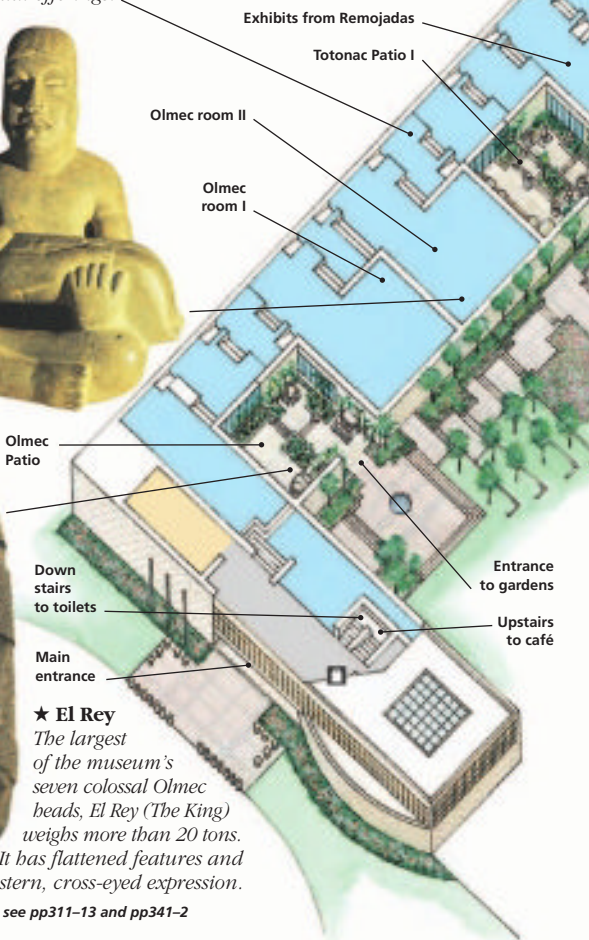 Exhibits from Remojadas
Totonac Patio I
Olmec room II
Olmec
room I
Olmec
Patio
Entrance
to gardens
Down
stairs
to toilets
Upstairs
to café
Main
entrance
★ El Rey
The largest
of the museum's
seven colossal Olmec
heads, El Rey (The King)
weighs more than 20 tons.
It has flattened features and
stern, cross-eyed expression.
see pp311–13 and pp341–2